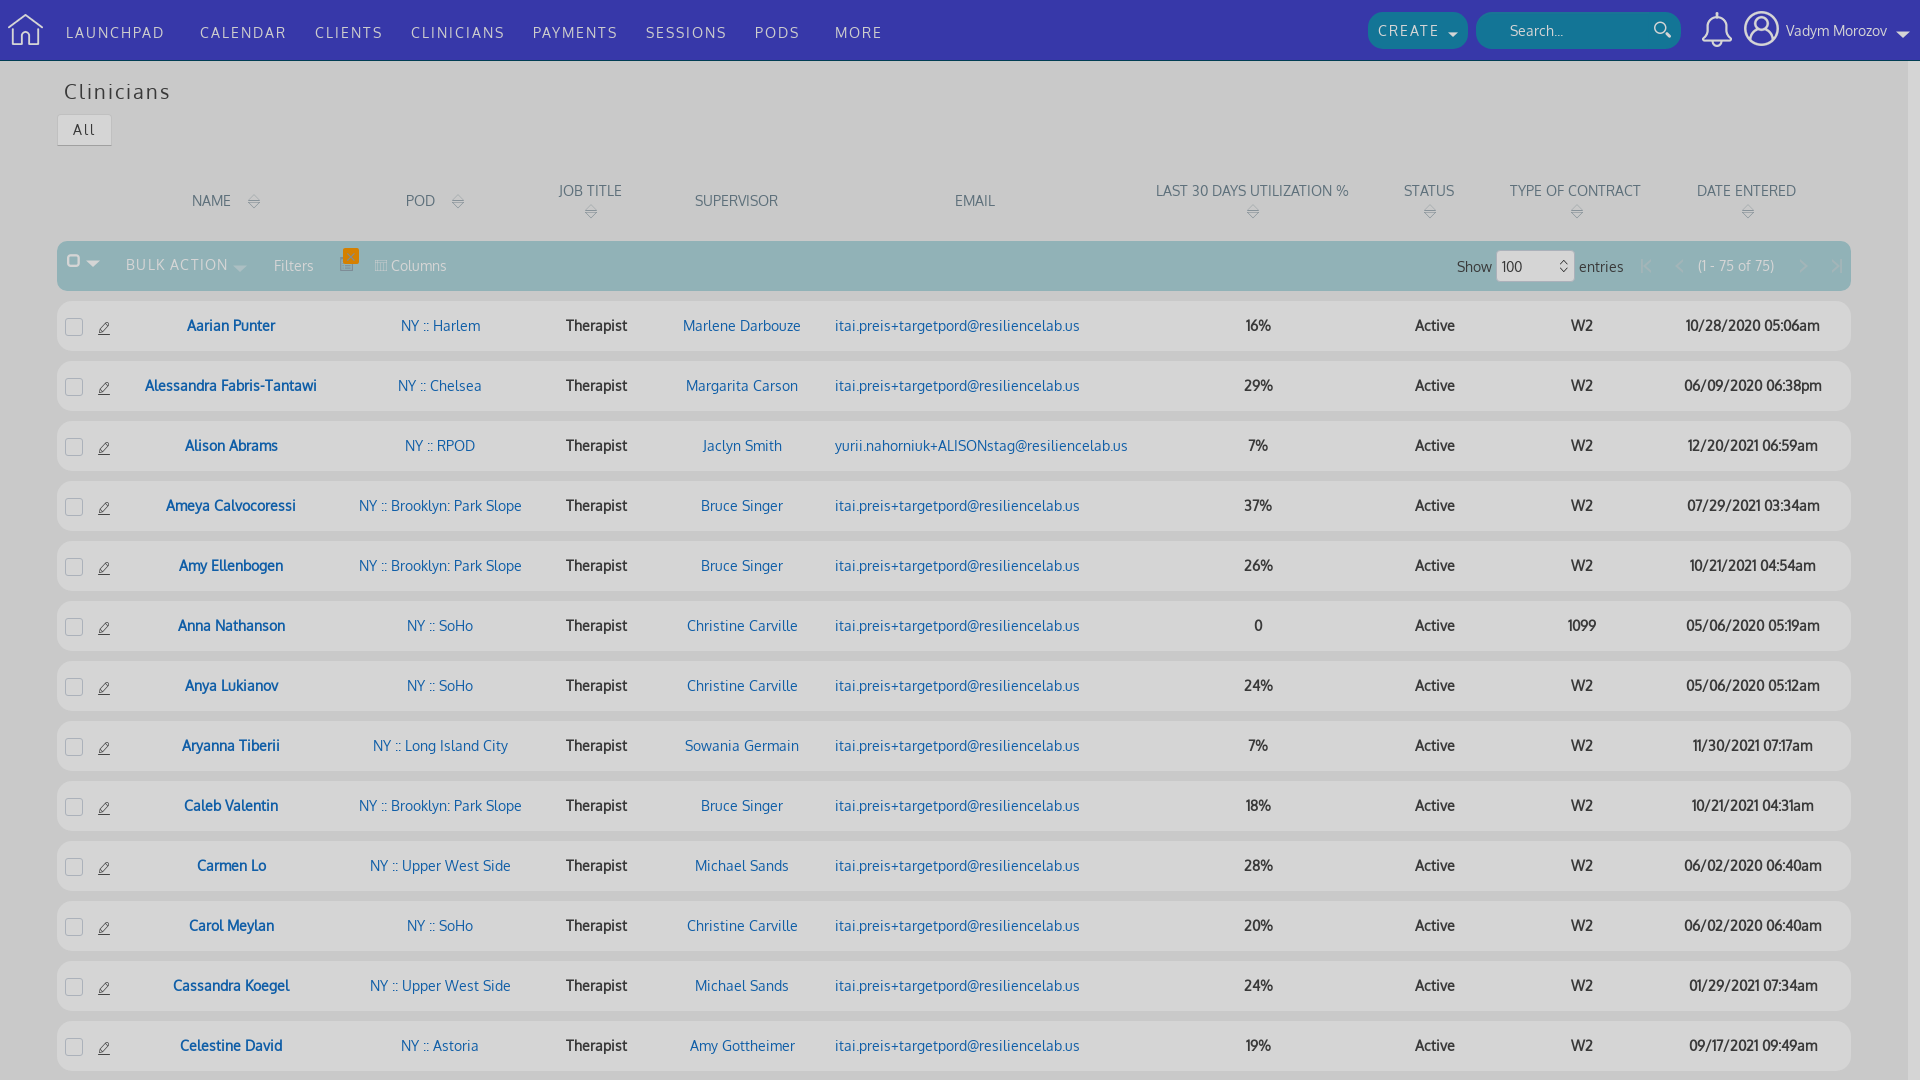 LAUNCHPAD CALENDAR CLIENTS CLINICIANS PAYMENTS SESSIONS PODS MORE CREATE Search... Vadym Morozov
Clinicians
All
NAME POD JOB TITLE SUPERVISOR EMAIL LAST 30 DAYS UTILIZATION % STATUS TYPE OF CONTRACT DATE ENTERED
BULK ACTION Filters Columns Show 100 entries (1 - 75 of 75)
Aarian Punter NY :: Harlem Therapist Marlene Darbouze itai.preis+targetpord@resiliencelab.us 16% Active W2 10/28/2020 05:06am
Alessandra Fabris-Tantawi NY :: Chelsea Therapist Margarita Carson itai.preis+targetpord@resiliencelab.us 29% Active W2 06/09/2020 06:38pm
Alison Abrams NY :: RPOD Therapist Jaclyn Smith yurii.nahorniuk+ALISONstag@resiliencelab.us 7% Active W2 12/20/2021 06:59am
Ameya Calvocoressi NY :: Brooklyn: Park Slope Therapist Bruce Singer itai.preis+targetpord@resiliencelab.us 37% Active W2 07/29/2021 03:34am
Amy Ellenbogen NY :: Brooklyn: Park Slope Therapist Bruce Singer itai.preis+targetpord@resiliencelab.us 26% Active W2 10/21/2021 04:54am
Anna Nathanson NY :: SoHo Therapist Christine Carville itai.preis+targetpord@resiliencelab.us 0 Active 1099 05/06/2020 05:19am
Anya Lukianov NY :: SoHo Therapist Christine Carville itai.preis+targetpord@resiliencelab.us 24% Active W2 05/06/2020 05:12am
Aryanna Tiberii NY :: Long Island City Therapist Sowania Germain itai.preis+targetpord@resiliencelab.us 7% Active W2 11/30/2021 07:17am
Caleb Valentin NY :: Brooklyn: Park Slope Therapist Bruce Singer itai.preis+targetpord@resiliencelab.us 18% Active W2 10/21/2021 04:31am
Carmen Lo NY :: Upper West Side Therapist Michael Sands itai.preis+targetpord@resiliencelab.us 28% Active W2 06/02/2020 06:40am
Carol Meylan NY :: SoHo Therapist Christine Carville itai.preis+targetpord@resiliencelab.us 20% Active W2 06/02/2020 06:40am
Cassandra Koegel NY :: Upper West Side Therapist Michael Sands itai.preis+targetpord@resiliencelab.us 24% Active W2 01/29/2021 07:34am
Celestine David NY :: Astoria Therapist Amy Gottheimer itai.preis+targetpord@resiliencelab.us 19% Active W2 09/17/2021 09:49am